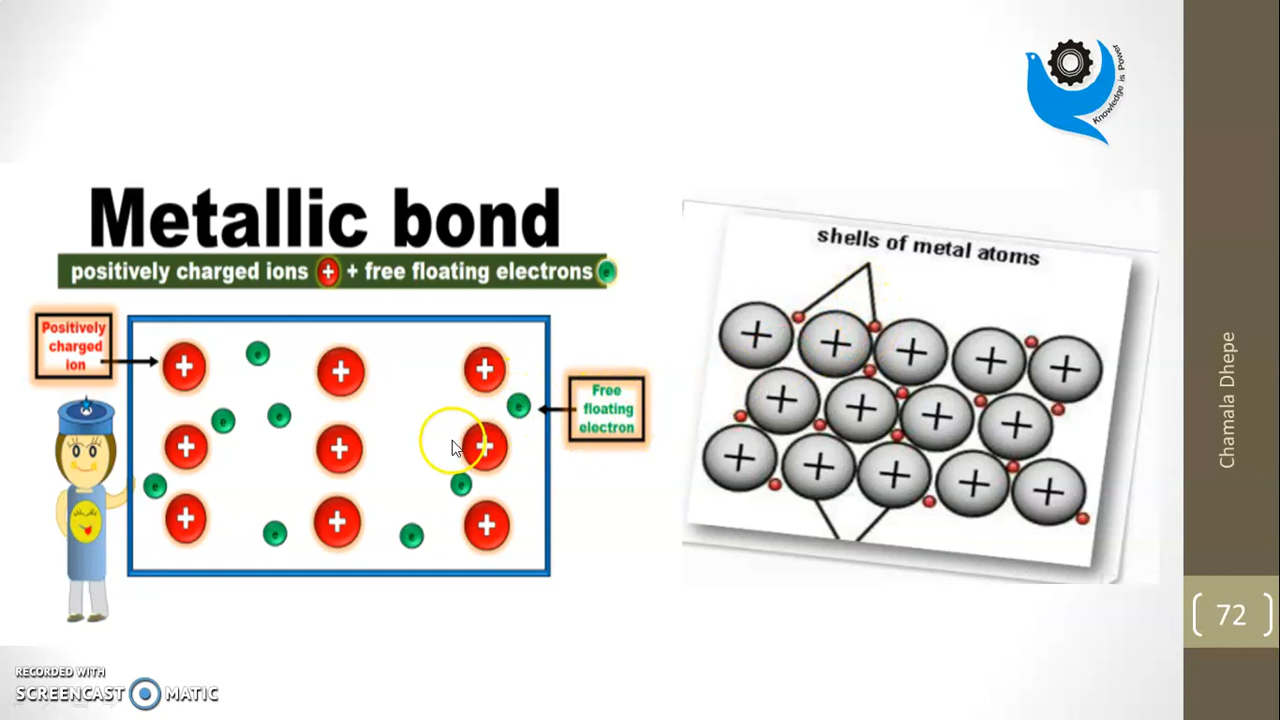 Knowledge is Power
Metallic bond
positively charged ions + + free floating electrons e
Positively
charged
ion
+ e + +
Free
floating
electron
e e e
+ + +
e e
+ + +
e e
shells of metal atoms
+ + + + +
+ + + +
+ + + + +
Chamala Dhepe
72
RECORDED WITH
SCREENCAST MATIC